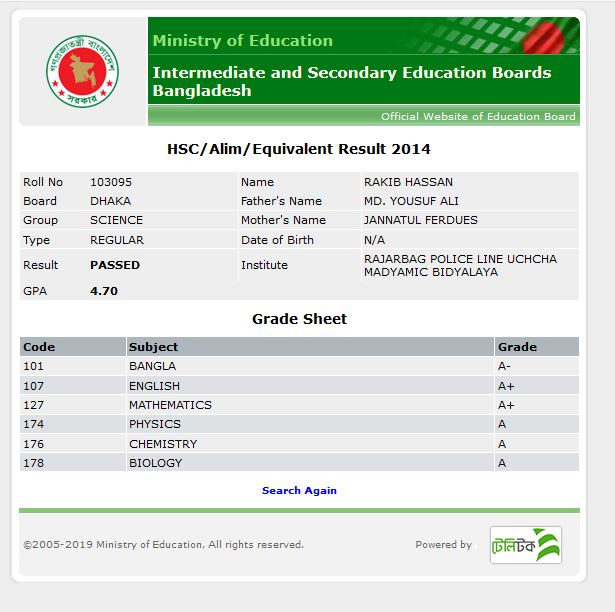 গণপ্রজাতন্ত্রী বাংলাদেশ
সরকার
Ministry of Education
Intermediate and Secondary Education Boards
Bangladesh
Official Website of Education Board
HSC/Alim/Equivalent Result 2014
Roll No 103095 Name RAKIB HASSAN
Board DHAKA Father's Name MD. YOUSUF ALI
Group SCIENCE Mother's Name JANNATUL FERDUES
Type REGULAR Date of Birth N/A
Result PASSED Institute RAJARBAG POLICE LINE UCHCHA
MADYAMIC BIDYALAYA
GPA 4.70
Grade Sheet
Code Subject Grade
101 BANGLA A-
107 ENGLISH A+
127 MATHEMATICS A+
174 PHYSICS A
176 CHEMISTRY A
178 BIOLOGY A
Search Again
©2005-2019 Ministry of Education, All rights reserved. Powered by টেলিটক